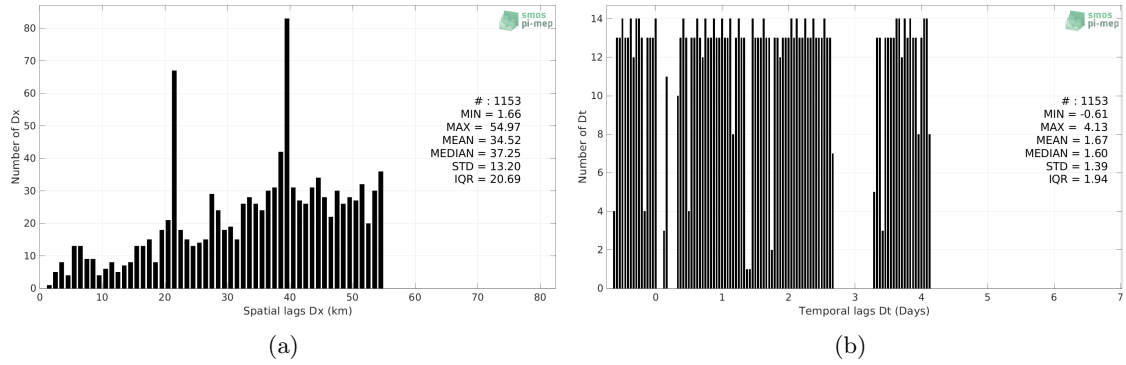 smos
pi-mep
80
70
60
50
40
30
20
10
0
Number of Dx
# : 1153
MIN = 1.66
MAX = 54.97
MEAN = 34.52
MEDIAN = 37.25
STD = 13.20
IQR = 20.69
0 10 20 30 40 50 60 70 80
Spatial lags Dx (km)
(a)
smos
pi-mep
14
12
10
8
6
4
2
0
Number of Dt
# : 1153
MIN = -0.61
MAX = 4.13
MEAN = 1.67
MEDIAN = 1.60
STD = 1.39
IQR = 1.94
0 1 2 3 4 5 6 7
Temporal lags Dt (Days)
(b)